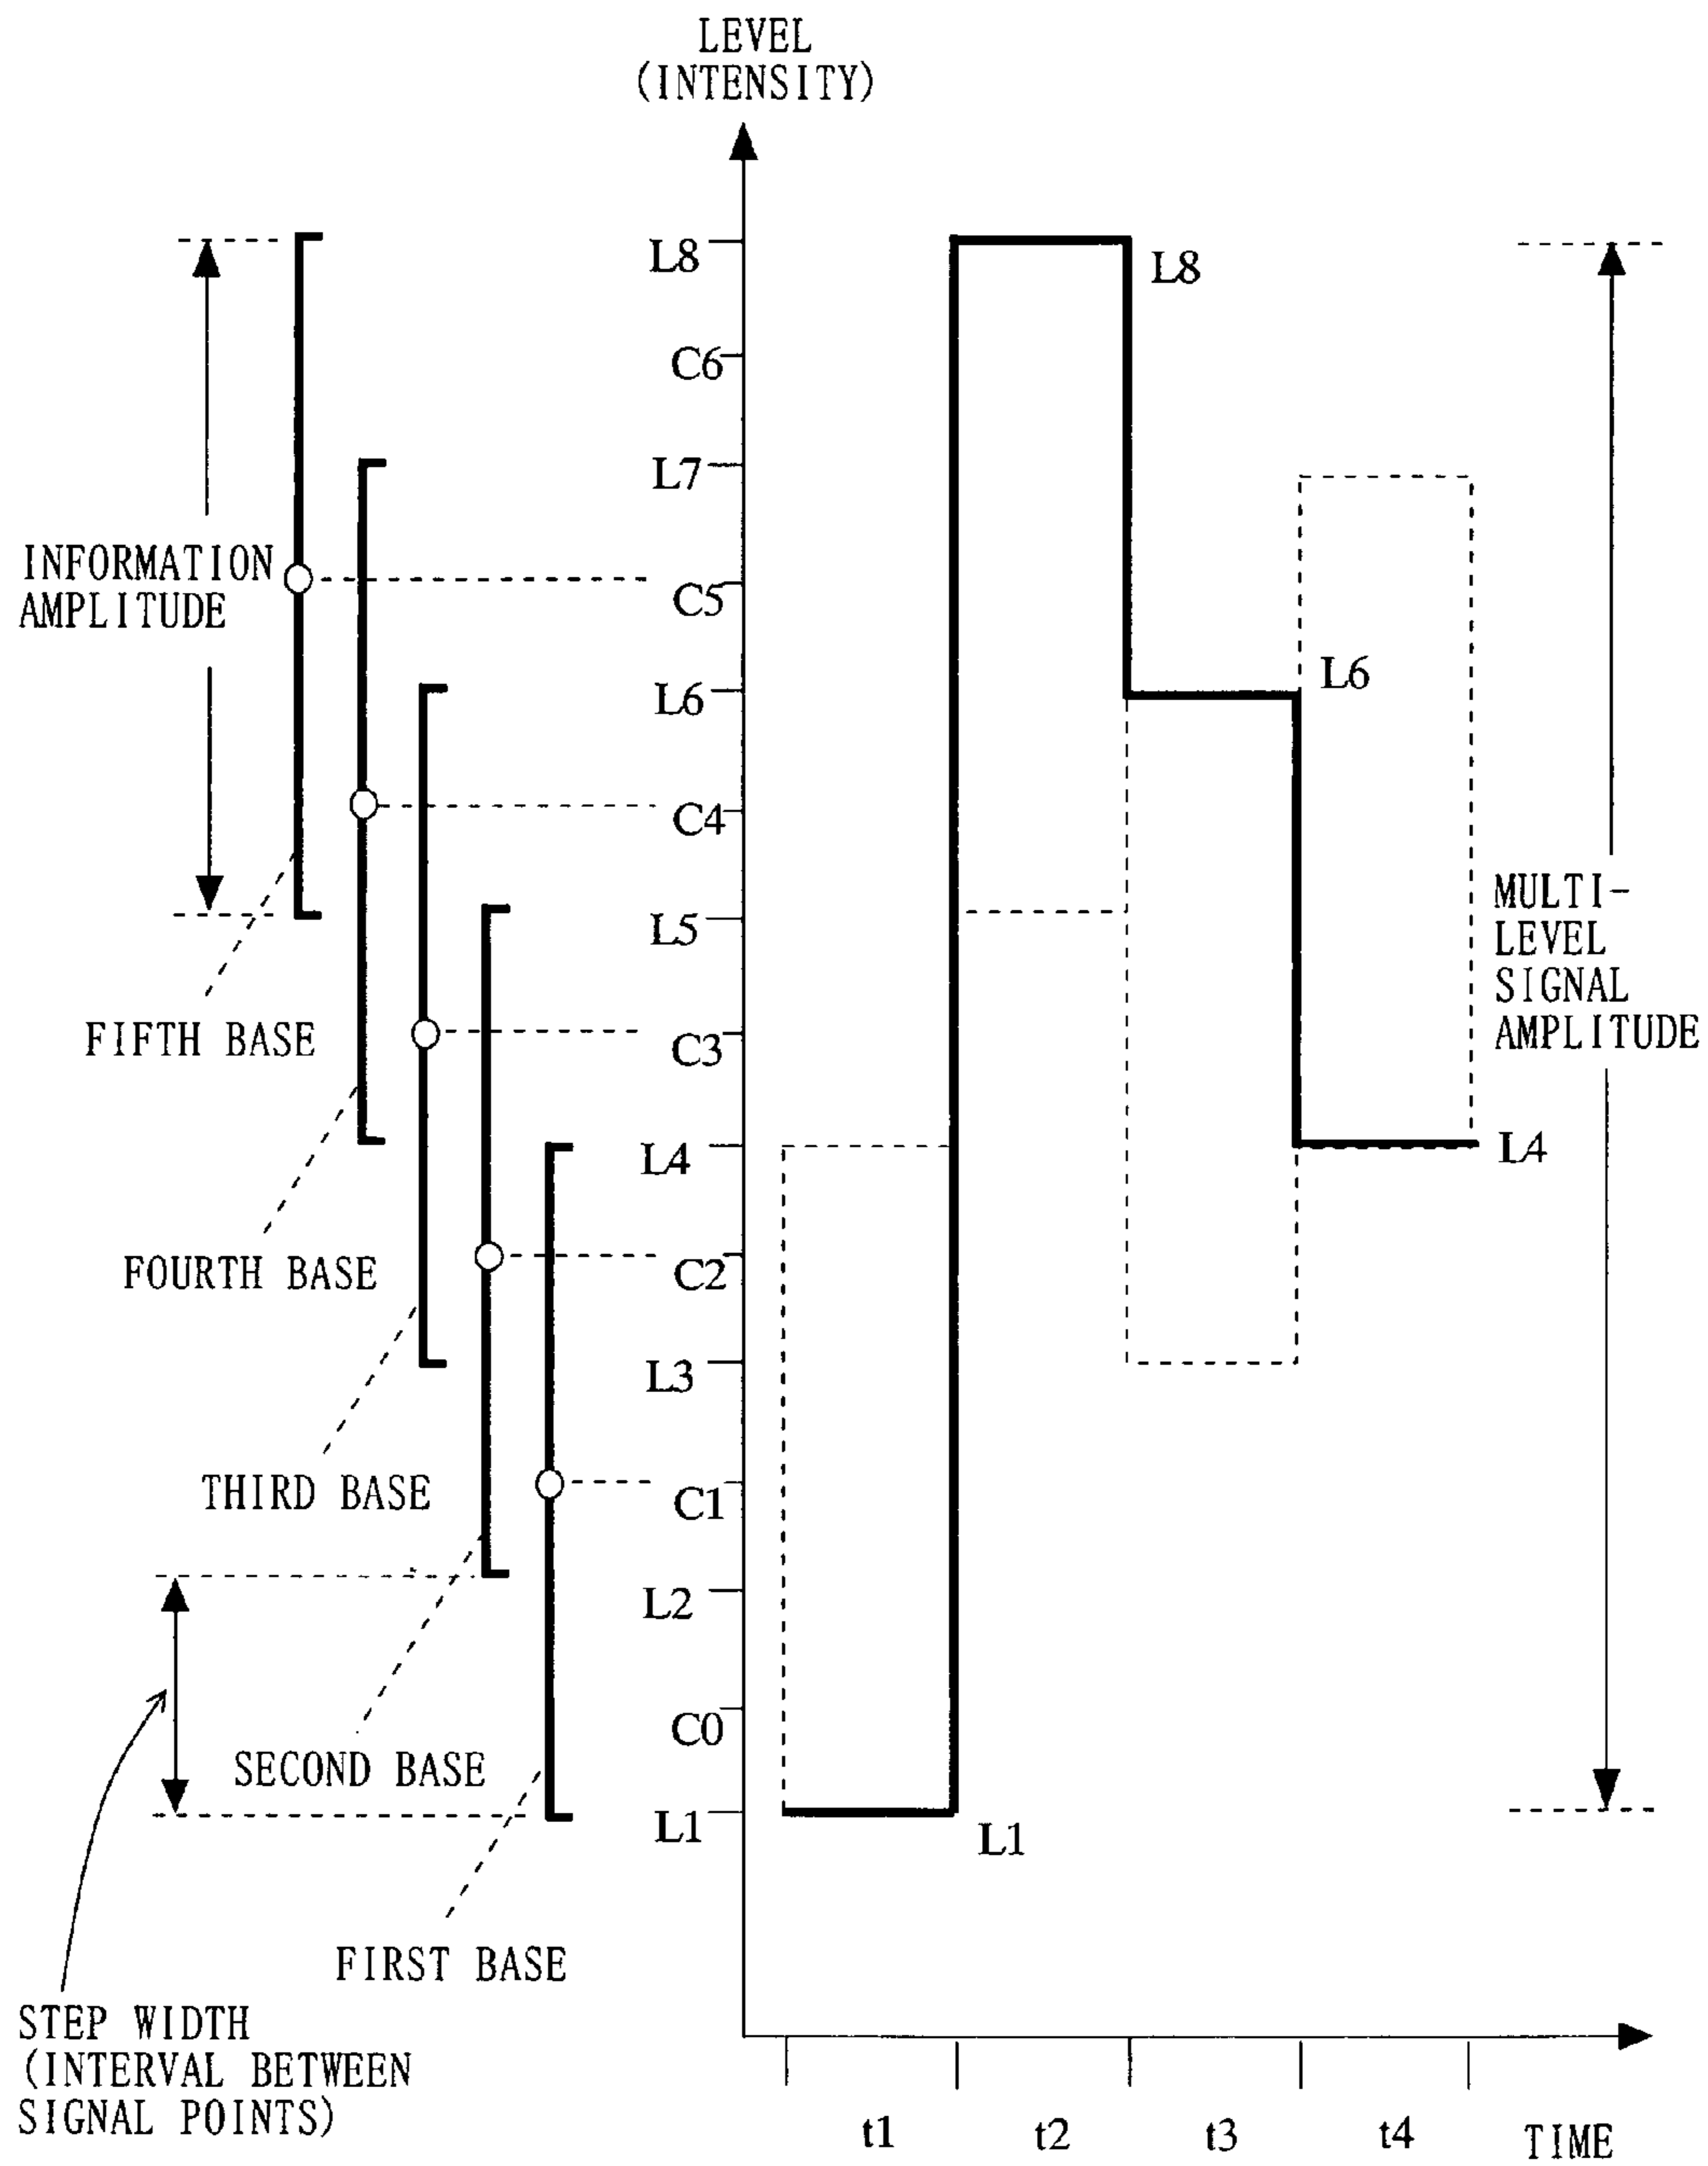 LEVEL
(INTENSITY)
L8
L8
C6
L7
INFORMATION
AMPLITUDE
C5
L6
L6
C4
MULTI-
LEVEL
SIGNAL
AMPLITUDE
L5
FIFTH BASE
C3
L4
L4
FOURTH BASE
C2
L3
THIRD BASE
C1
L2
C0
SECOND BASE
L1
L1
FIRST BASE
STEP WIDTH
(INTERVAL BETWEEN
SIGNAL POINTS)
t1
t2
t3
t4
TIME